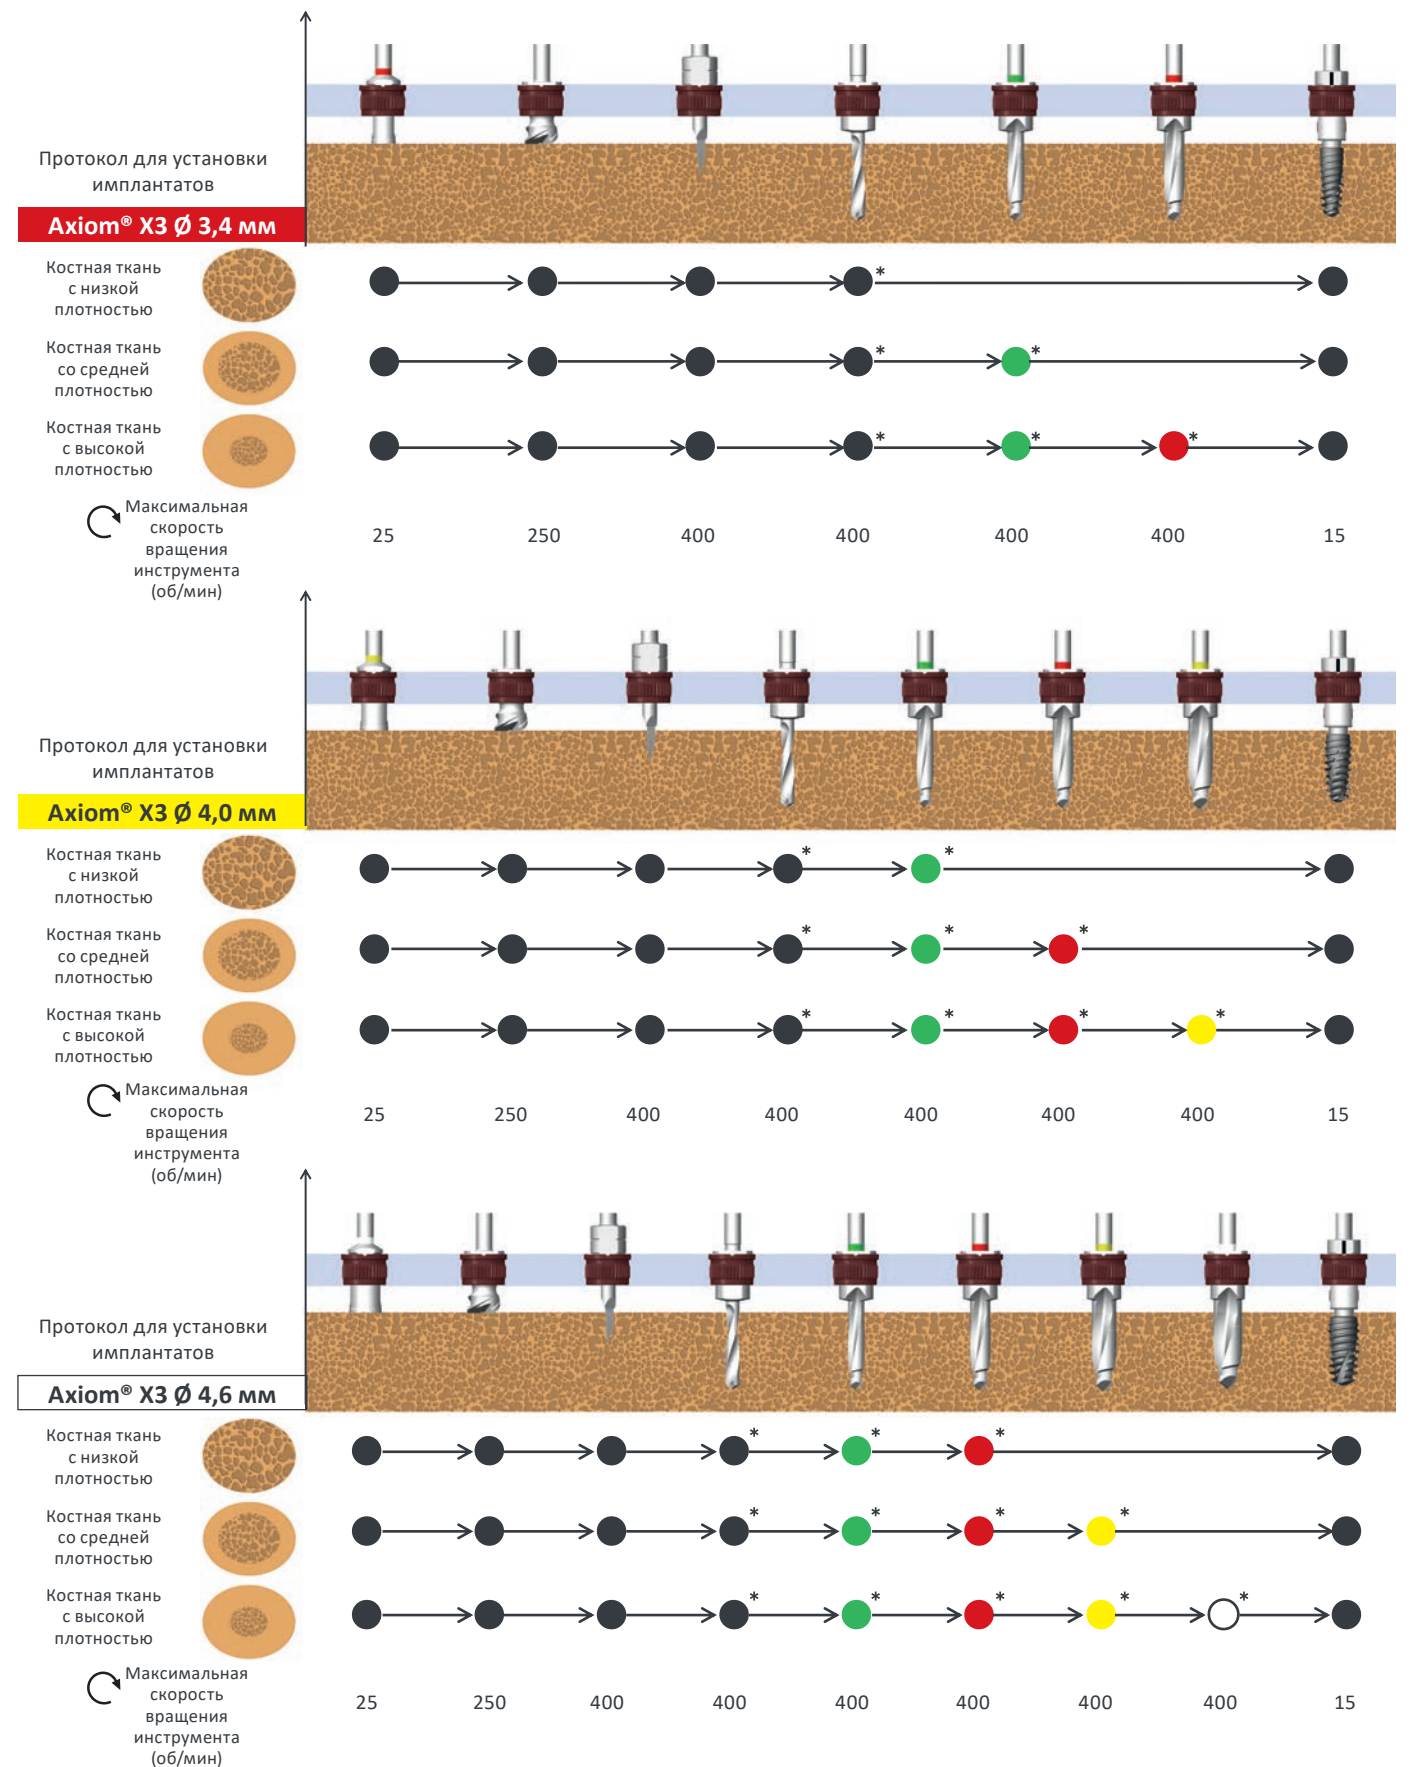 Протокол для установки
имплантатов
Axiom® X3 Ø 3,4 мм
Костная ткань
с низкой
плотностью
*
Костная ткань
со средней
плотностью
* *
Костная ткань
с высокой
плотностью
* * *
Максимальная
скорость
вращения
инструмента
(об/мин)
25 250 400 400 400 400 15
Протокол для установки
имплантатов
Axiom® X3 Ø 4,0 мм
Костная ткань
с низкой
плотностью
* *
Костная ткань
со средней
плотностью
* * *
Костная ткань
с высокой
плотностью
* * * *
Максимальная
скорость
вращения
инструмента
(об/мин)
25 250 400 400 400 400 400 15
Протокол для установки
имплантатов
Axiom® X3 Ø 4,6 мм
Костная ткань
с низкой
плотностью
* * *
Костная ткань
со средней
плотностью
* * * *
Костная ткань
с высокой
плотностью
* * * * *
Максимальная
скорость
вращения
инструмента
(об/мин)
25 250 400 400 400 400 400 400 15